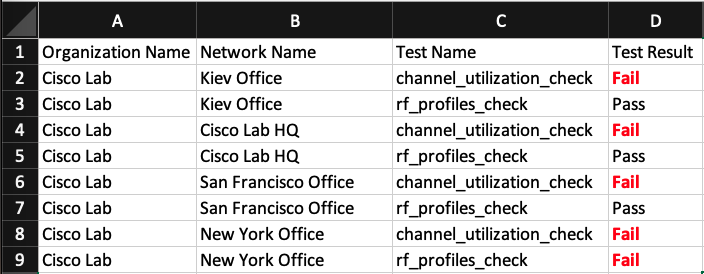 A B C D
1 Organization Name Network Name Test Name Test Result
2 Cisco Lab Kiev Office channel_utilization_check Fail
3 Cisco Lab Kiev Office rf_profiles_check Pass
4 Cisco Lab Cisco Lab HQ channel_utilization_check Fail
5 Cisco Lab Cisco Lab HQ rf_profiles_check Pass
6 Cisco Lab San Francisco Office channel_utilization_check Fail
7 Cisco Lab San Francisco Office rf_profiles_check Pass
8 Cisco Lab New York Office channel_utilization_check Fail
9 Cisco Lab New York Office rf_profiles_check Fail